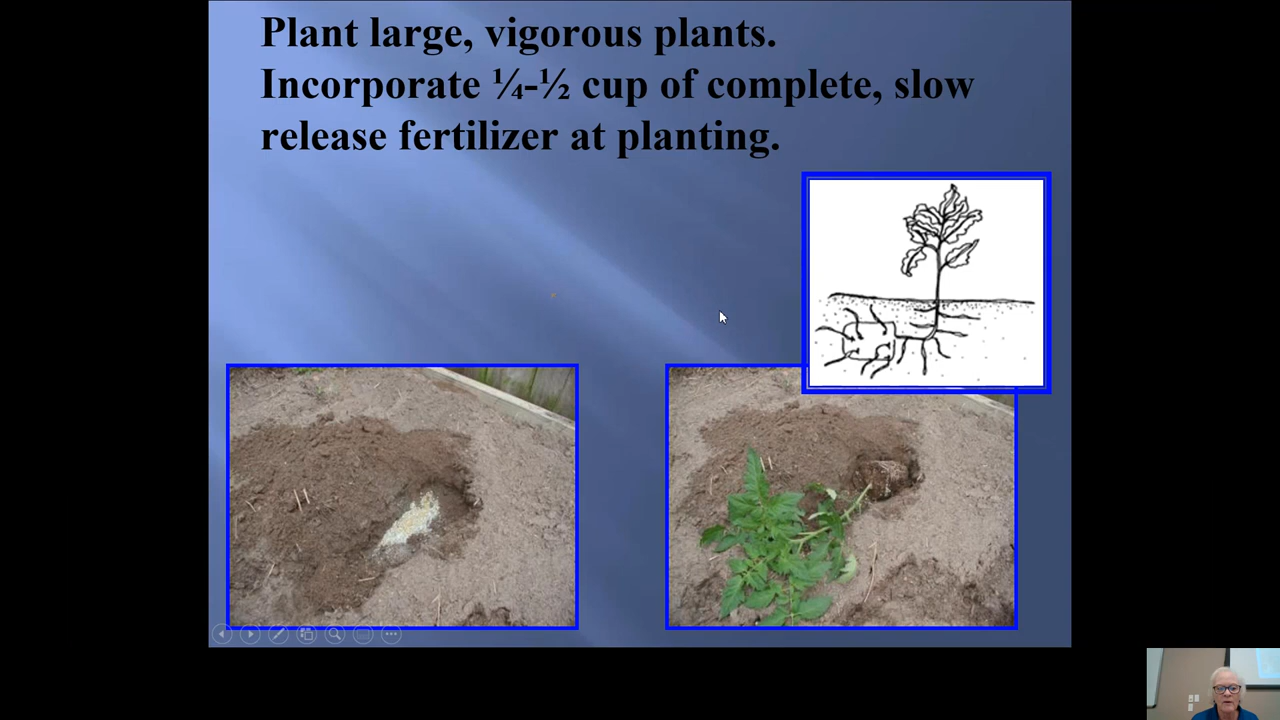 Plant large, vigorous plants.
Incorporate ¼-½ cup of complete, slow
release fertilizer at planting.